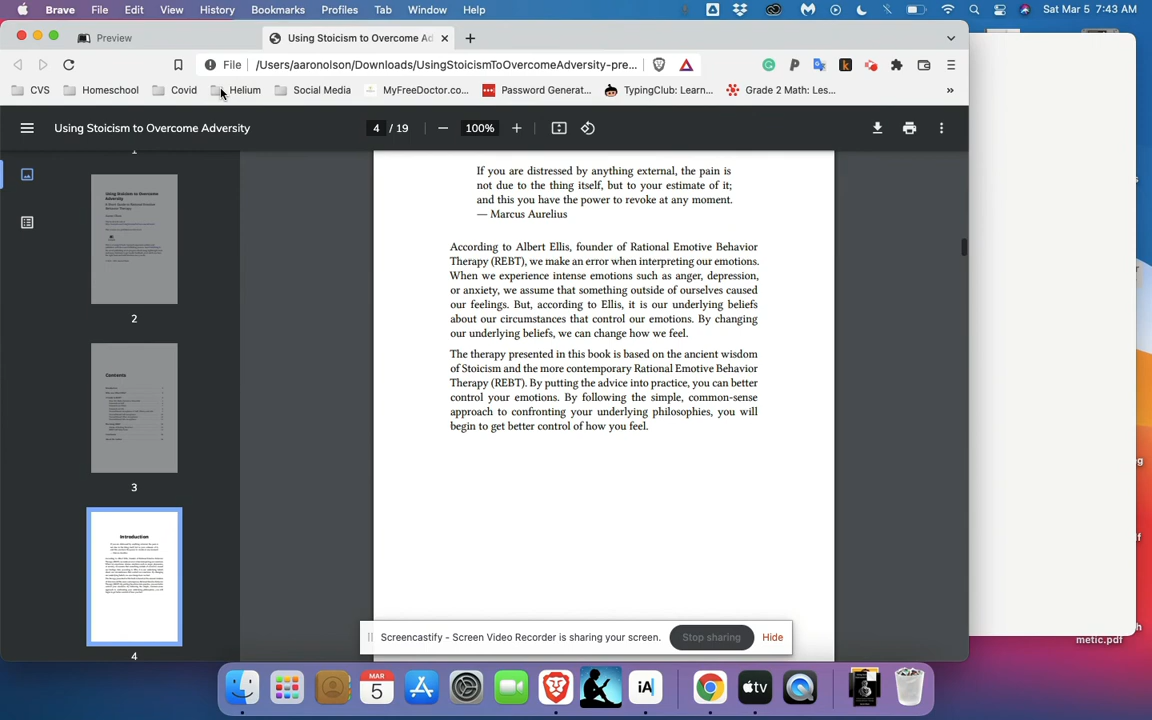 Brave File Edit View History Bookmarks Profiles Tab Window Help Sat Mar 5 7:43 AM
Preview Using Stoicism to Overcome Ad
File /Users/aaronolson/Downloads/UsingStoicismToOvercomeAdversity-pre...
CVS Homeschool Covid Helium Social Media MyFreeDoctor.co... Password Generat... TypingClub: Learn... Grade 2 Math: Les... »
Using Stoicism to Overcome Adversity 4 / 19 100%
2
Contents
3
Introduction
4
If you are distressed by anything external, the pain is
not due to the thing itself, but to your estimate of it;
and this you have the power to revoke at any moment.
— Marcus Aurelius
According to Albert Ellis, founder of Rational Emotive Behavior
Therapy (REBT), we make an error when interpreting our emotions.
When we experience intense emotions such as anger, depression,
or anxiety, we assume that something outside of ourselves caused
our feelings. But, according to Ellis, it is our underlying beliefs
about our circumstances that control our emotions. By changing
our underlying beliefs, we can change how we feel.
The therapy presented in this book is based on the ancient wisdom
of Stoicism and the more contemporary Rational Emotive Behavior
Therapy (REBT). By putting the advice into practice, you can better
control your emotions. By following the simple, common-sense
approach to confronting your underlying philosophies, you will
begin to get better control of how you feel.
Screencastify - Screen Video Recorder is sharing your screen. Stop sharing Hide
metic.pdf
MAR
5
iA
tv